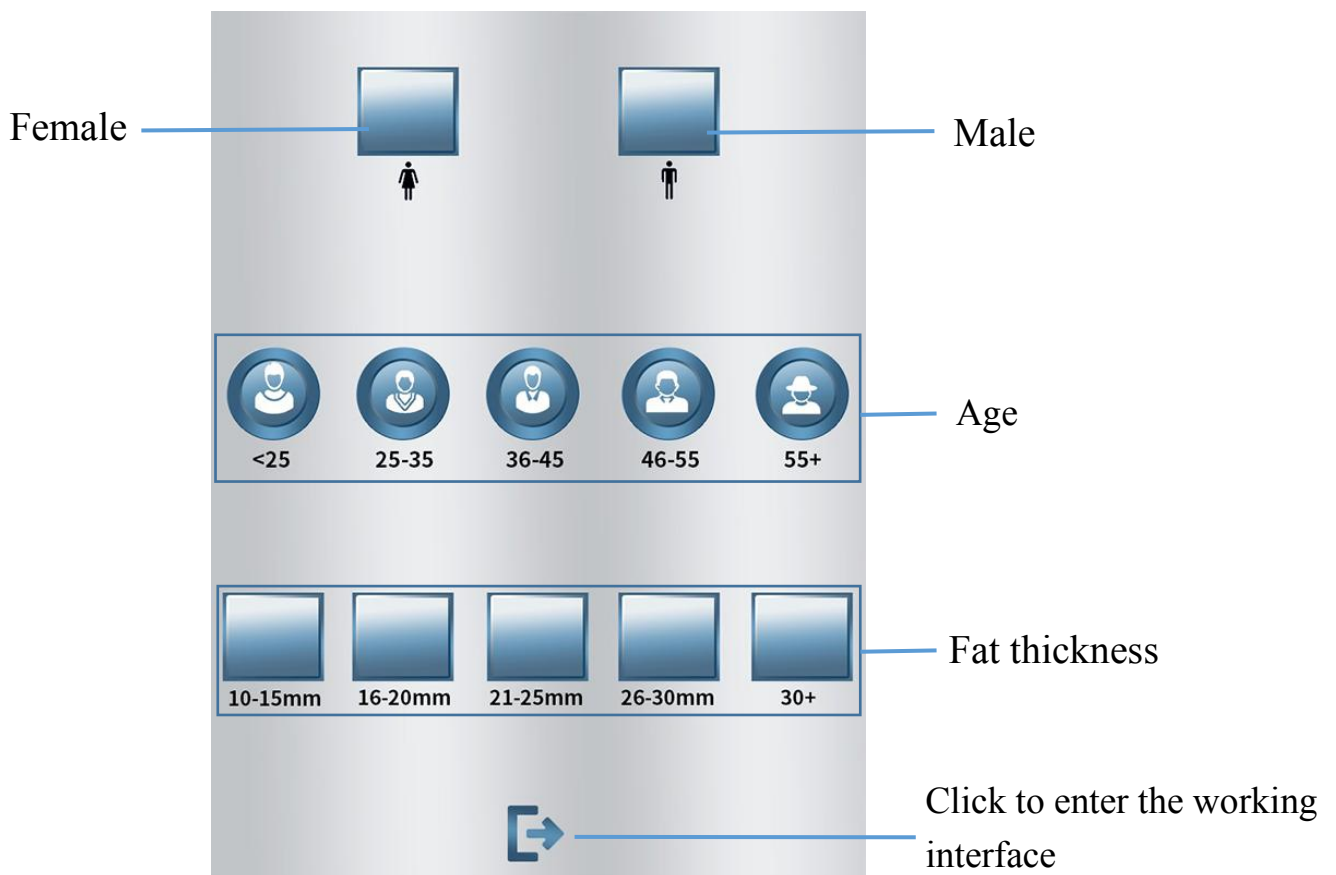 Female
Male
<25
25-35
36-45
46-55
55+
Age
10-15mm
16-20mm
21-25mm
26-30mm
30+
Fat thickness
Click to enter the working
interface